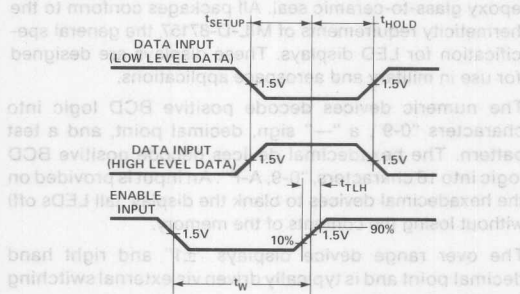 tSETUP
tHOLD
DATA INPUT
(LOW LEVEL DATA)
1.5V
1.5V
DATA INPUT
(HIGH LEVEL DATA)
1.5V
1.5V
tTLH
ENABLE
INPUT
1.5V
10%
1.5V
90%
tW
epoxy glass-to-ceramic seal. All packages conform to the
hermeticity requirements of MIL-D-87157, the general spe-
cification for LED displays. These are designed
for use in military and aerospace applications.
The numeric devices decode positive BCD logic into
characters "0-9", a "—" sign, decimal point, and a test
pattern. The hexadecimal devices positive BCD
logic into 16 characters, "0-9, A-F". An input is provided on
the hexadecimal devices to blank the display (all LEDs off)
without losing the contents of the memory.
The over range device displays "±1" and right hand
decimal point and is typically driven via external switching